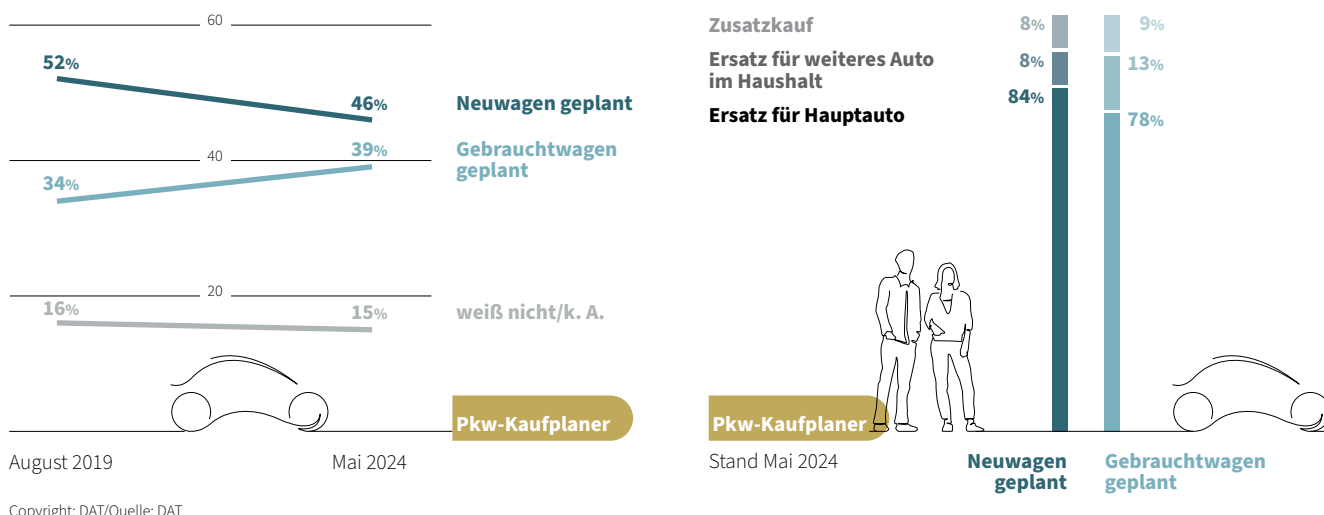 60
52%
46%
Neuwagen geplant
40
39%
Gebrauchtwagen
geplant
34%
20
16%
15%
weiß nicht/k. A.
Pkw-Kaufplaner
August 2019
Mai 2024
Copyright: DAT/Quelle: DAT
Zusatzkauf
8%
9%
Ersatz für weiteres Auto
im Haushalt
8%
13%
Ersatz für Hauptauto
84%
78%
Pkw-Kaufplaner
Stand Mai 2024
Neuwagen
geplant
Gebrauchtwagen
geplant